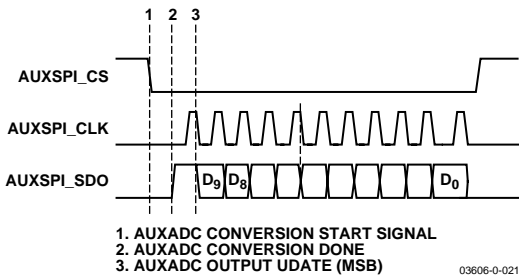 1 2 3
AUXSPI_CS
AUXSPI_CLK
AUXSPI_SDO D9 D8 D0
1. AUXADC CONVERSION START SIGNAL
2. AUXADC CONVERSION DONE
3. AUXADC OUTPUT UDATE (MSB)
03606-0-021